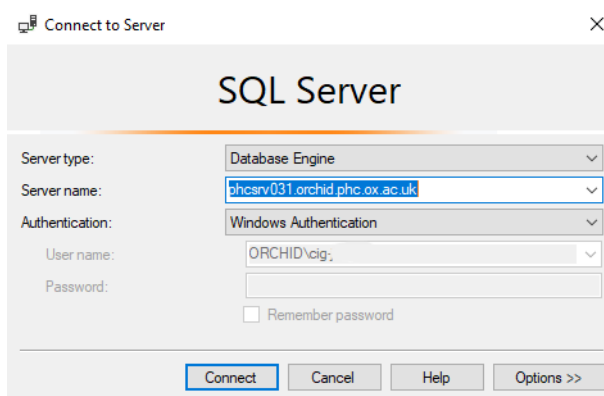 Connect to Server
SQL Server
Server type: Database Engine
Server name: phcsrv031.orchid.phc.ox.ac.uk
Authentication: Windows Authentication
User name: ORCHID\cig-
Password:
Remember password
Connect Cancel Help Options >>